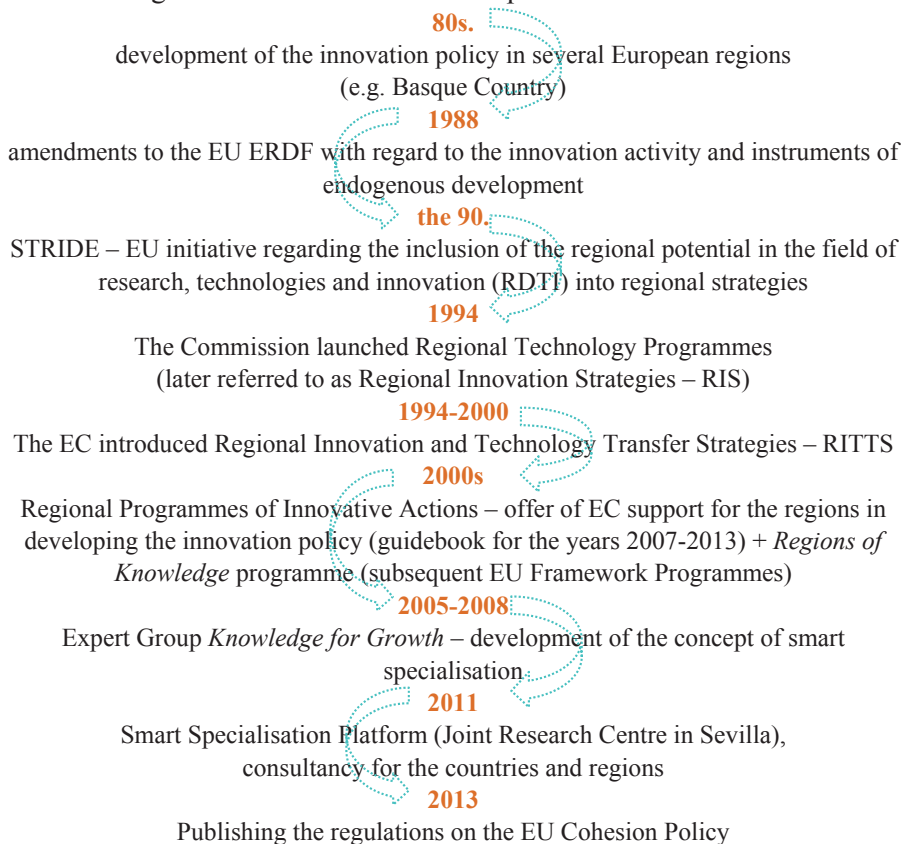 80s.
development of the innovation policy in several European regions
(e.g. Basque Country)
1988
amendments to the EU ERDF with regard to the innovation activity and instruments of
endogenous development
the 90.
STRIDE – EU initiative regarding the inclusion of the regional potential in the field of
research, technologies and innovation (RDTI) into regional strategies
1994
The Commission launched Regional Technology Programmes
(later referred to as Regional Innovation Strategies – RIS)
1994-2000
The EC introduced Regional Innovation and Technology Transfer Strategies – RITTS
2000s
Regional Programmes of Innovative Actions – offer of EC support for the regions in
developing the innovation policy (guidebook for the years 2007-2013) + Regions of
Knowledge programme (subsequent EU Framework Programmes)
2005-2008
Expert Group Knowledge for Growth – development of the concept of smart
specialisation
2011
Smart Specialisation Platform (Joint Research Centre in Sevilla),
consultancy for the countries and regions
2013
Publishing the regulations on the EU Cohesion Policy